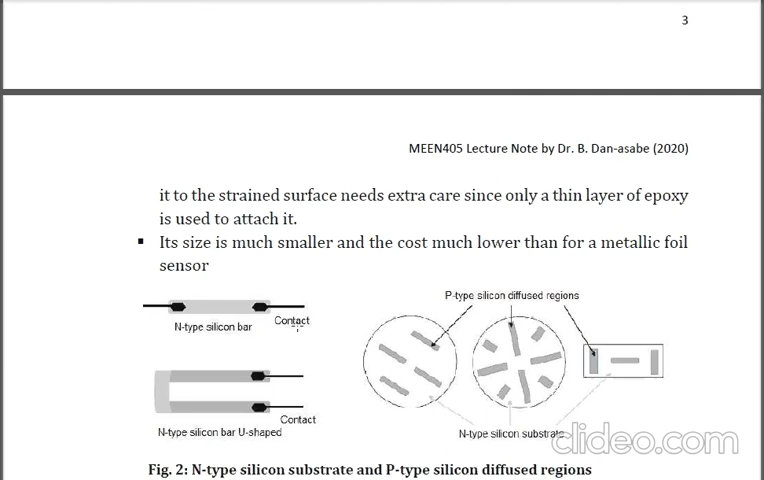 3
MEEN405 Lecture Note by Dr. B. Dan-asabe (2020)
it to the strained surface needs extra care since only a thin layer of epoxy
is used to attach it.
▪ Its size is much smaller and the cost much lower than for a metallic foil
sensor
P-type silicon diffused regions
Contact
N-type silicon bar
Contact
N-type silicon bar U-shaped
N-type silicon substrate
clideo.com
Fig. 2: N-type silicon substrate and P-type silicon diffused regions